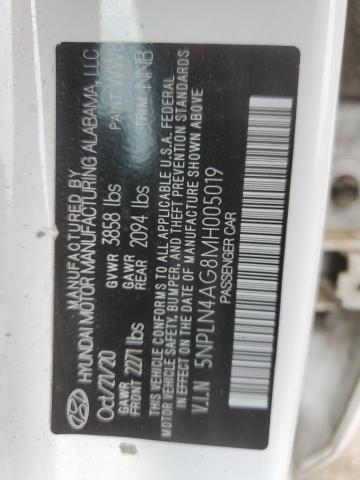 MANUFACTURED BY
HYUNDAI MOTOR MANUFACTURING ALABAMA, LLC
Oct/21/20 GVWR 3858 lbs PAINT: WW8
GAWR FRONT 2271 lbs GAWR REAR 2094 lbs TRIM: NNB
THIS VEHICLE CONFORMS TO ALL APPLICABLE U.S.A. FEDERAL
MOTOR VEHICLE SAFETY, BUMPER, AND THEFT PREVENTION STANDARDS
IN EFFECT ON THE DATE OF MANUFACTURE SHOWN ABOVE
V.I.N 5NPLN4AG8MH005019
PASSENGER CAR